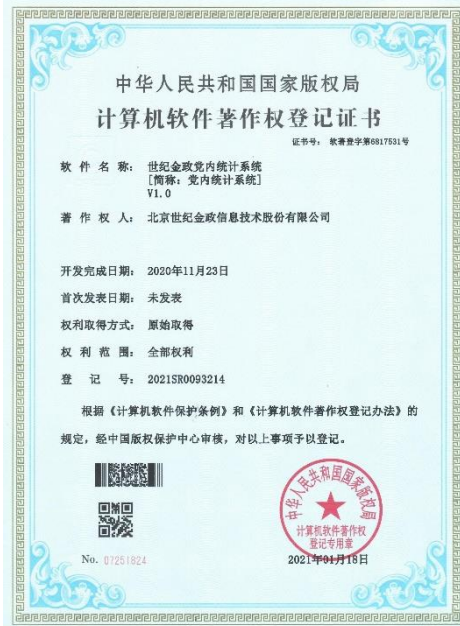 中华人民共和国国家版权局
计算机软件著作权登记证书
证书号： 软著登字第6817531号
软件名称： 世纪金政党内统计系统
[简称：党内统计系统]
V1.0
著作权人： 北京世纪金政信息技术股份有限公司
开发完成日期： 2020年11月23日
首次发表日期： 未发表
权利取得方式： 原始取得
权利范围： 全部权利
登记号： 2021SR0093214
根据《计算机软件保护条例》和《计算机软件著作权登记办法》的
规定，经中国版权保护中心审核，对以上事项予以登记。
中华人民共和国国家版权局
计算机软件著作权
登记专用章
No. 07251824
2021年01月18日